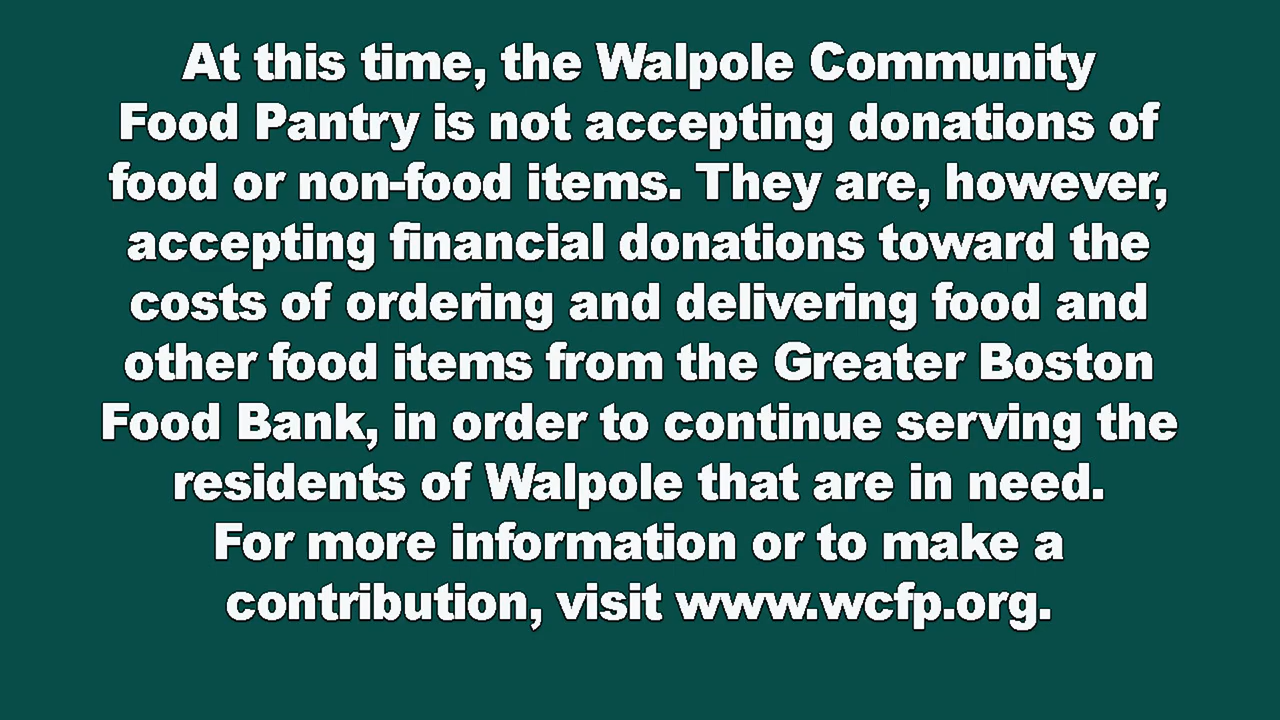 At this time, the Walpole Community
Food Pantry is not accepting donations of
food or non-food items. They are, however,
accepting financial donations toward the
costs of ordering and delivering food and
other food items from the Greater Boston
Food Bank, in order to continue serving the
residents of Walpole that are in need.
For more information or to make a
contribution, visit www.wcfp.org.